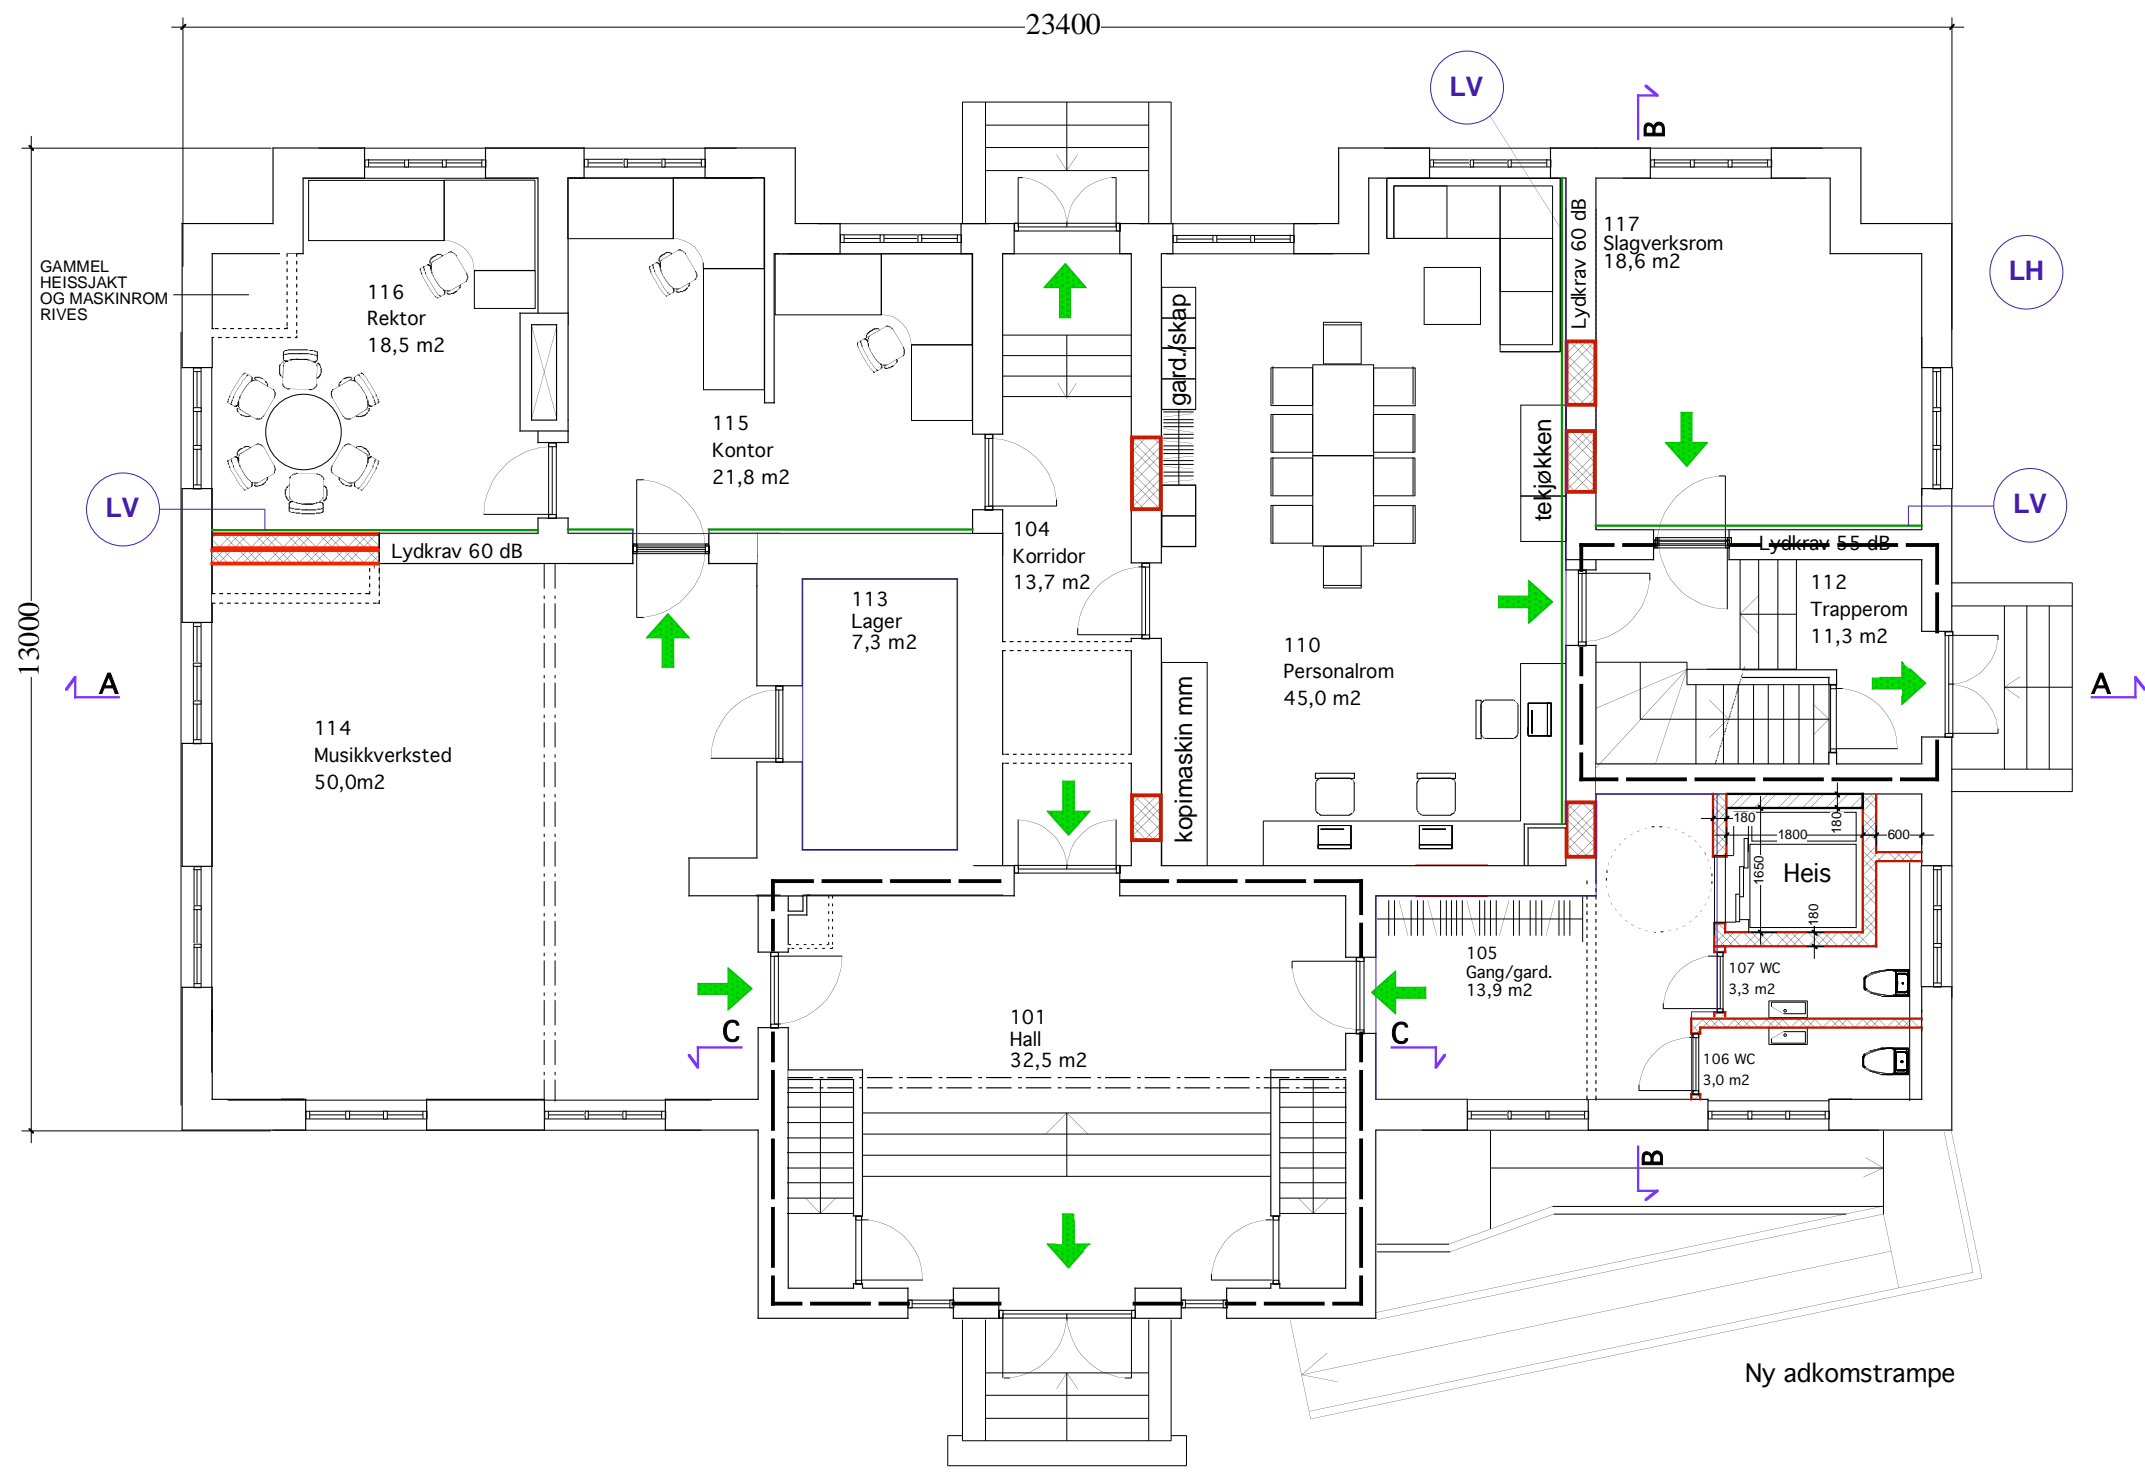 23400
LV
B
117
Slagverksrom
18,6 m2
Lydkrav 60 dB
LH
GAMMEL
HEISSJAKT
OG MASKINROM
RIVES
116
Rektor
18,5 m2
gard./skap
115
Kontor
21,8 m2
tekjøkken
LV
LV
Lydkrav 60 dB
104
Korridor
13,7 m2
Lydkrav 55 dB
112
Trapperom
11,3 m2
113
Lager
7,3 m2
13000
110
Personalrom
45,0 m2
A
A
114
Musikkverksted
50,0m2
kopimaskin mm
180
1800
180
600
1650
Heis
180
105
Gang/gard.
13,9 m2
107 WC
3,3 m2
101
Hall
32,5 m2
C
C
106 WC
3,0 m2
B
Ny adkomstrampe